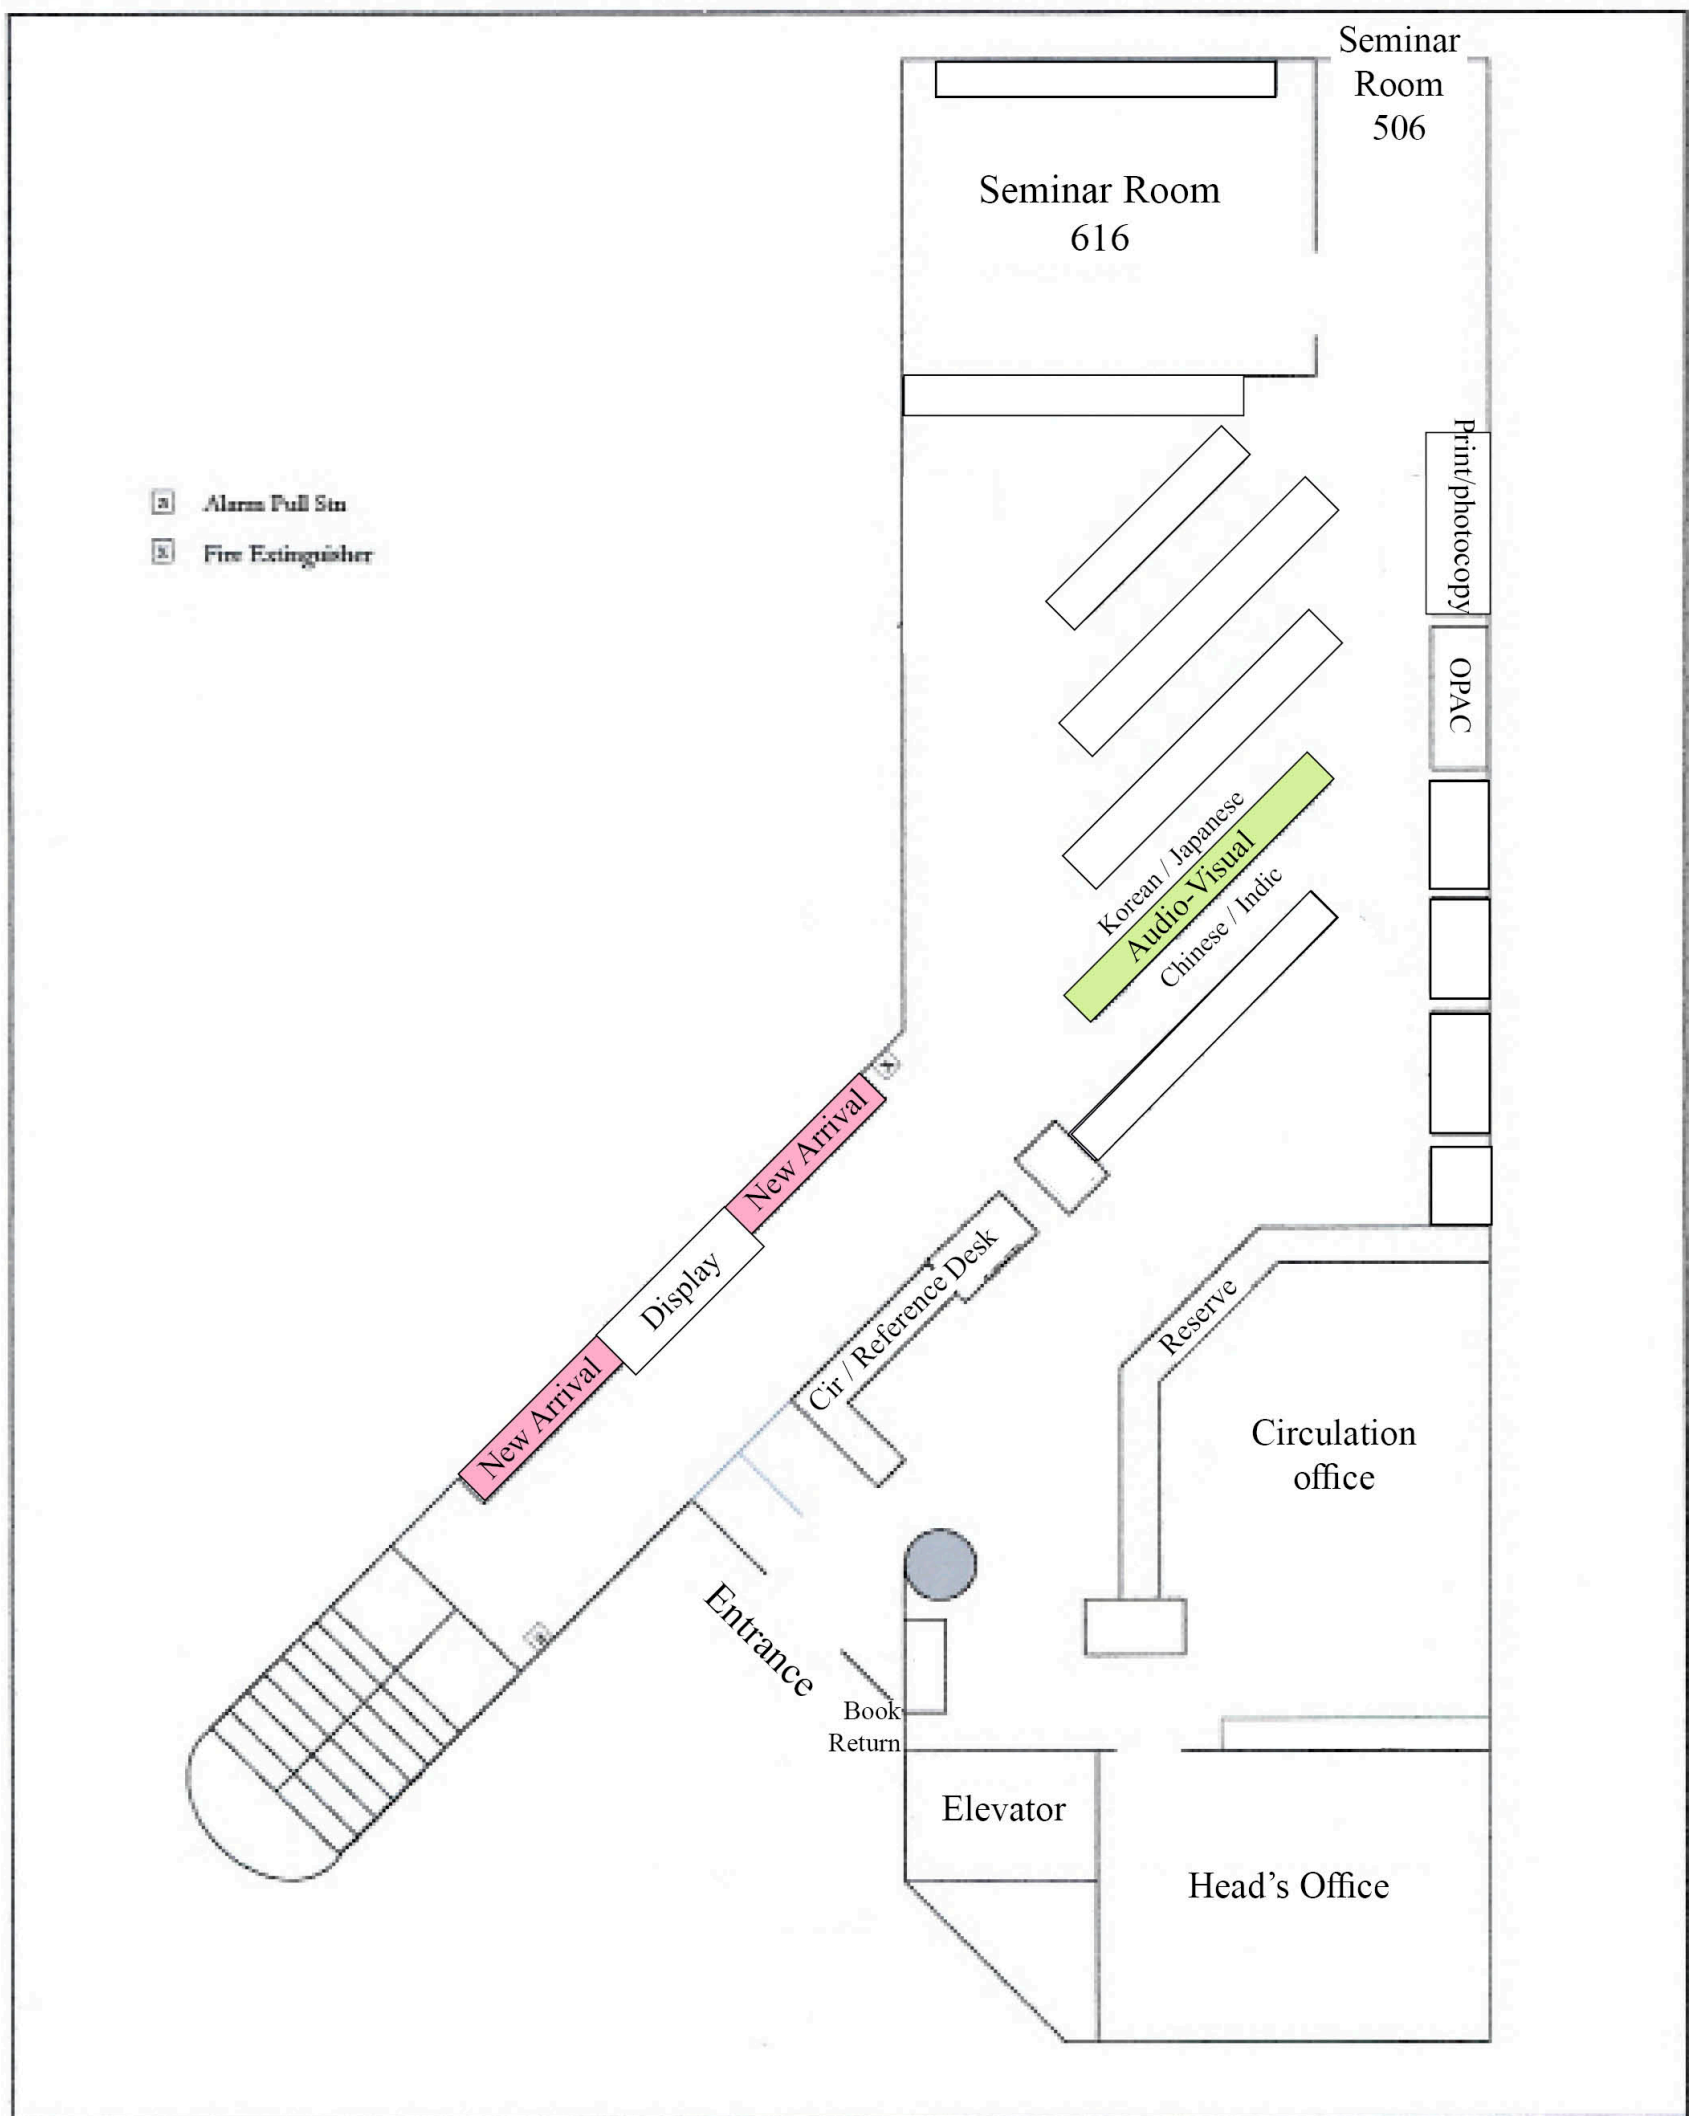 Seminar
Room
506
Seminar Room
616
Print/photocopy
Alarm Pull Stn
Fire Extinguisher
OPAC
Korean / Japanese
Audio-Visual
Chinese / Indic
New Arrival
Display
New Arrival
Cir / Reference Desk
Reserve
Circulation
office
Entrance
Book
Return
Elevator
Head’s Office